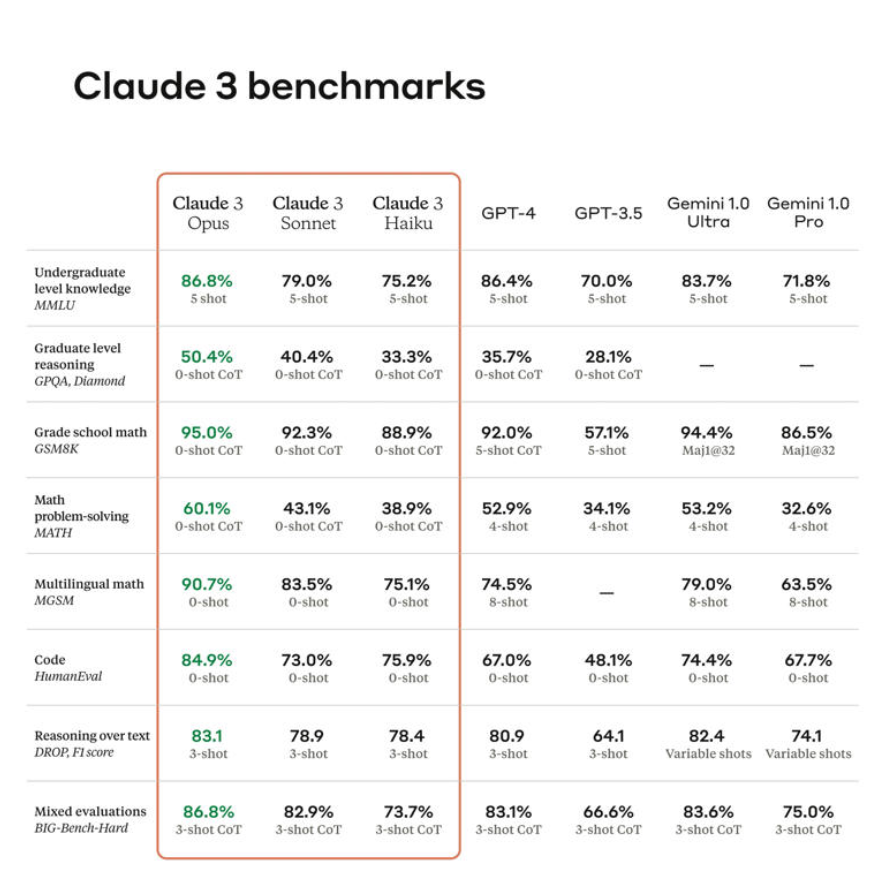 Claude 3 benchmarks
Claude 3 Opus Claude 3 Sonnet Claude 3 Haiku GPT-4 GPT-3.5 Gemini 1.0 Ultra Gemini 1.0 Pro
Undergraduate level knowledge MMLU
86.8% 79.0% 75.2% 86.4% 70.0% 83.7% 71.8%
5 shot 5-shot 5-shot 5-shot 5-shot 5-shot 5-shot
Graduate level reasoning GPQA, Diamond
50.4% 40.4% 33.3% 35.7% 28.1% — —
0-shot CoT 0-shot CoT 0-shot CoT 0-shot CoT 0-shot CoT
Grade school math GSM8K
95.0% 92.3% 88.9% 92.0% 57.1% 94.4% 86.5%
0-shot CoT 0-shot CoT 0-shot CoT 5-shot CoT 5-shot Maj1@32 Maj1@32
Math problem-solving MATH
60.1% 43.1% 38.9% 52.9% 34.1% 53.2% 32.6%
0-shot CoT 0-shot CoT 0-shot CoT 4-shot 4-shot 4-shot 4-shot
Multilingual math MGSM
90.7% 83.5% 75.1% 74.5% — 79.0% 63.5%
0-shot 0-shot 0-shot 8-shot 8-shot 8-shot
Code HumanEval
84.9% 73.0% 75.9% 67.0% 48.1% 74.4% 67.7%
0-shot 0-shot 0-shot 0-shot 0-shot 0-shot 0-shot
Reasoning over text DROP, F1 score
83.1 78.9 78.4 80.9 64.1 82.4 74.1
3-shot 3-shot 3-shot 3-shot 3-shot Variable shots Variable shots
Mixed evaluations BIG-Bench-Hard
86.8% 82.9% 73.7% 83.1% 66.6% 83.6% 75.0%
3-shot CoT 3-shot CoT 3-shot CoT 3-shot CoT 3-shot CoT 3-shot CoT 3-shot CoT